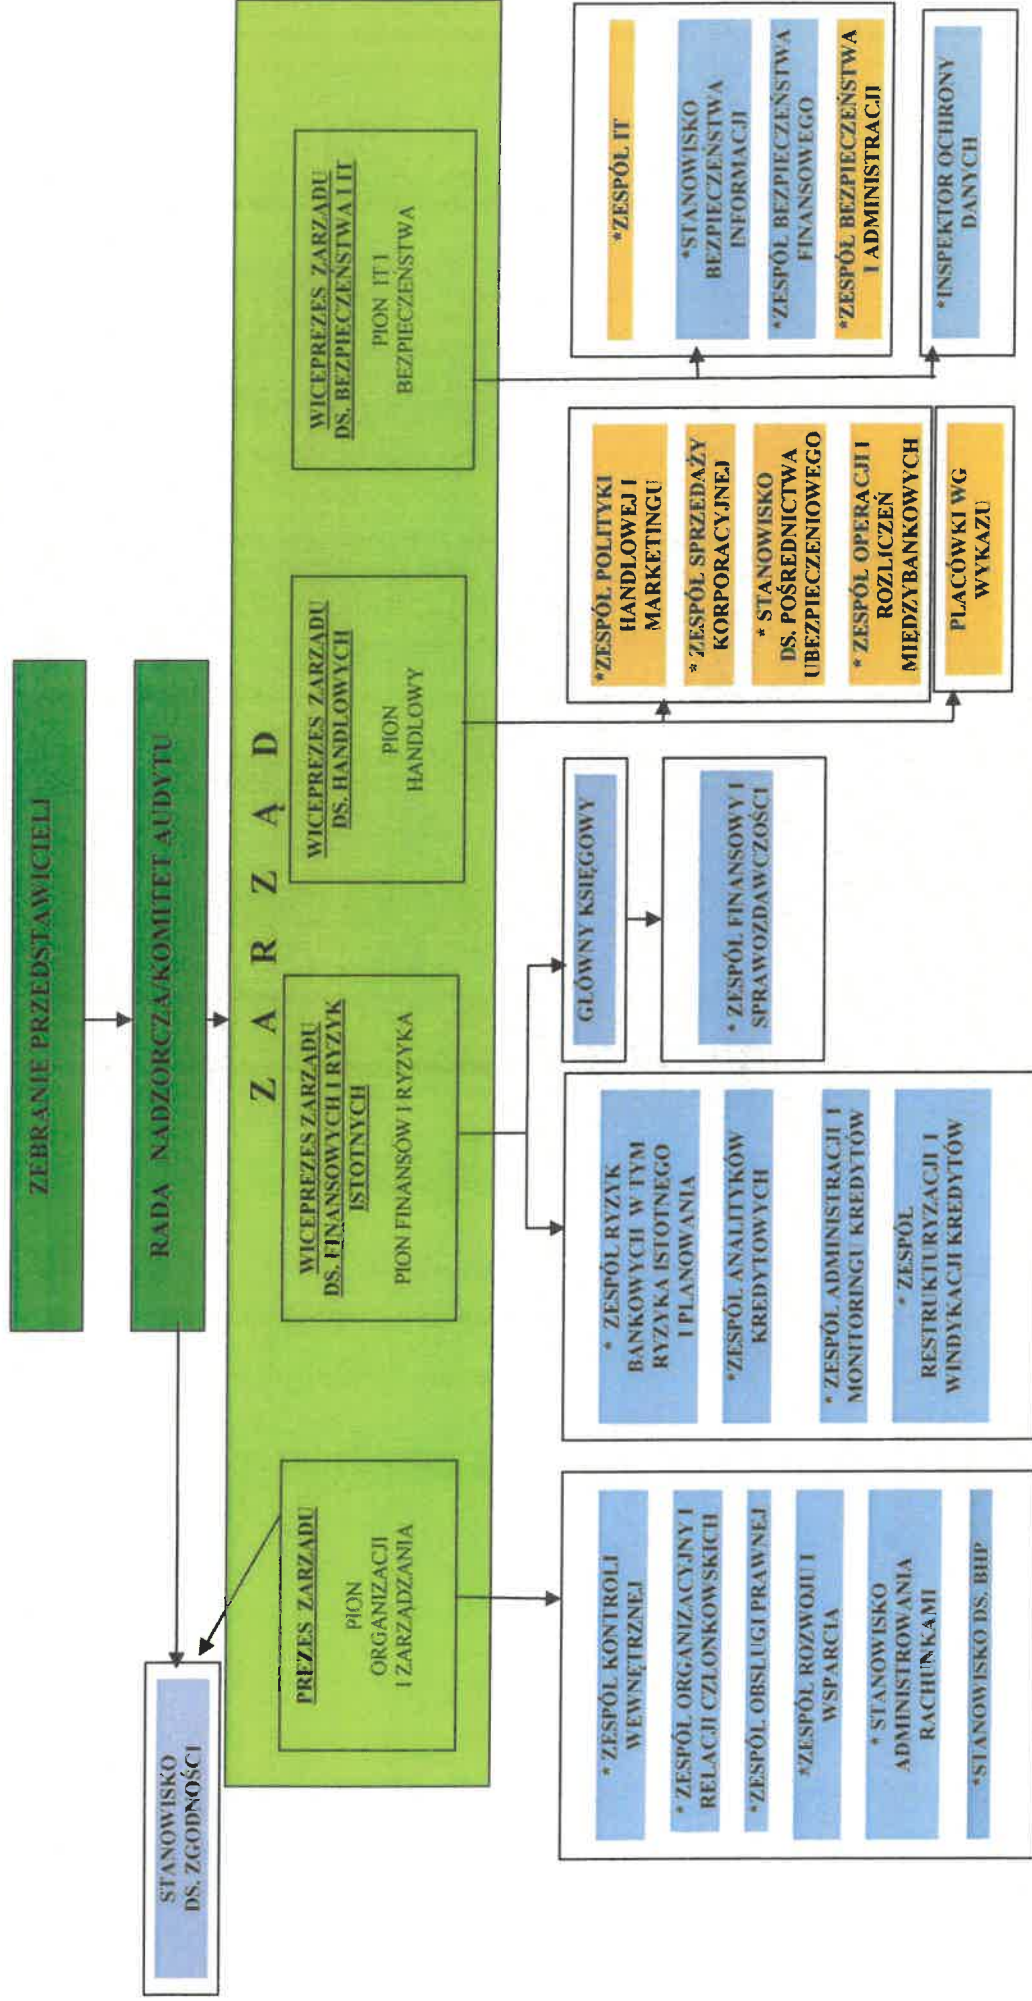 ZEBRANIE PRZEDSTAWICIELI
RADA NADZORCZA/KOMITET AUDYTU
STANOWISKO
DS. ZGODNOŚCI
Z A R Z Ą D
PREZES ZARZĄDU
PION
ORGANIZACJI
I ZARZĄDZANIA
WICEPREZES ZARZĄDU
DS. FINANSOWYCH I RYZYK
ISTOTNYCH
PION FINANSÓW I RYZYKA
WICEPREZES ZARZĄDU
DS. HANDLOWYCH
PION
HANDLOWY
WICEPREZES ZARZĄDU
DS. BEZPIECZEŃSTWA I IT
PION IT I
BEZPIECZEŃSTWA
*ZESPÓŁ KONTROLI
WEWNĘTRZNEJ
* ZESPÓŁ ORGANIZACYJNY I
RELACJI CZŁONKOWSKICH
*ZESPÓŁ OBSŁUGI PRAWNEJ
*ZESPÓŁ ROZWOJU I
WSPARCIA
* STANOWISKO
ADMINISTROWANIA
RACHUNKAMI
*STANOWISKO DS. BHP
* ZESPÓŁ RYZYK
BANKOWYCH W TYM
RYZYKA ISTOTNEGO
I PLANOWANIA
*ZESPÓŁ ANALITYKÓW
KREDYTOWYCH
* ZESPÓŁ ADMINISTRACJI I
MONITORINGU KREDYTÓW
* ZESPÓŁ
RESTRUKTURYZACJI I
WINDYKACJI KREDYTÓW
GŁÓWNY KSIĘGOWY
* ZESPÓŁ FINANSOWY I
SPRAWOZDAWCZOŚCI
*ZESPÓŁ POLITYKI
HANDLOWEJ I
MARKETINGU
* ZESPÓŁ SPRZEDAŻY
KORPORACYJNEJ
* STANOWISKO
DS. POŚREDNICTWA
UBEZPIECZENIOWEGO
* ZESPÓŁ OPERACJI I
ROZLICZEŃ
MIĘDZYBANKOWYCH
PLACÓWKI WG
WYKAZU
*ZESPÓŁ IT
*STANOWISKO
BEZPIECZEŃSTWA
INFORMACJI
*ZESPÓŁ BEZPIECZEŃSTWA
FINANSOWEGO
*ZESPÓŁ BEZPIECZEŃSTWA
I ADMINISTRACJI
*INSPEKTOR OCHRONY
DANYCH